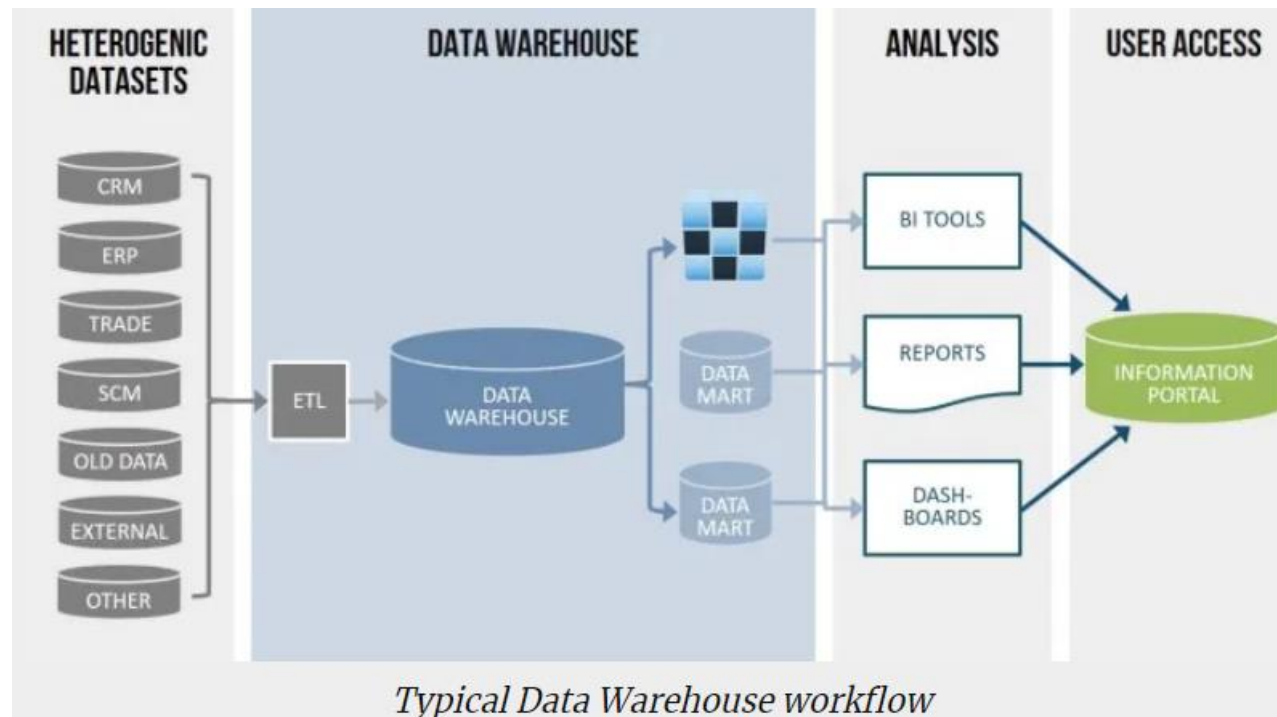 HETEROGENIC
DATASETS
DATA WAREHOUSE
ANALYSIS
USER ACCESS
CRM
ERP
TRADE
SCM
OLD DATA
EXTERNAL
OTHER
ETL
DATA
WAREHOUSE
DATA
MART
DATA
MART
BI TOOLS
REPORTS
DASH-
BOARDS
INFORMATION
PORTAL
Typical Data Warehouse workflow